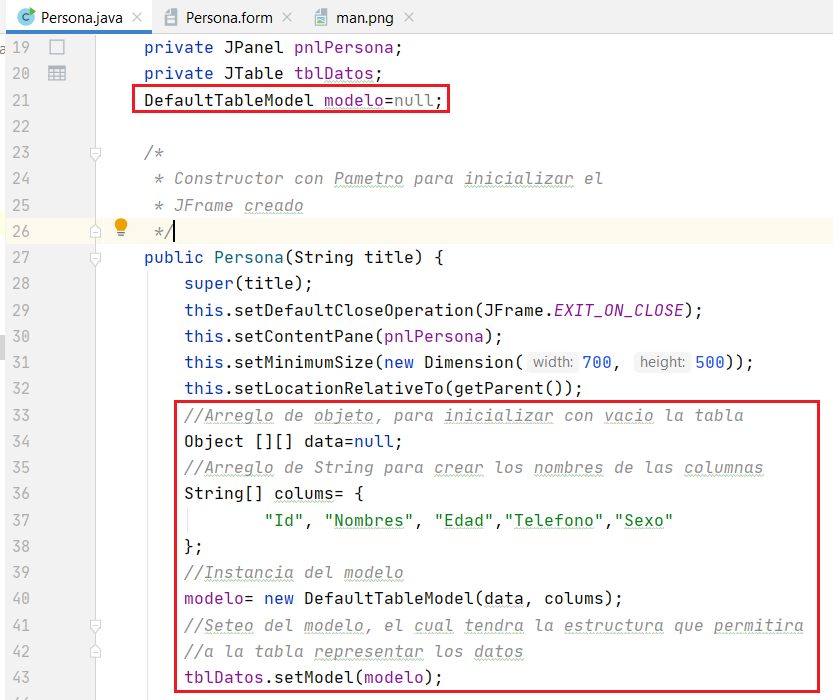 Persona.java Persona.form man.png
19 private JPanel pnlPersona;
20 private JTable tblDatos;
21 DefaultTableModel modelo=null;
22
23 /*
24 * Constructor con Pametro para inicializar el
25 * JFrame creado
26 */
27 public Persona(String title) {
28 super(title);
29 this.setDefaultCloseOperation(JFrame.EXIT_ON_CLOSE);
30 this.setContentPane(pnlPersona);
31 this.setMinimumSize(new Dimension( width: 700, height: 500));
32 this.setLocationRelativeTo(getParent());
33 //Arreglo de objeto, para inicializar con vacio la tabla
34 Object [][] data=null;
35 //Arreglo de String para crear los nombres de las columnas
36 String[] colums= {
37 "Id", "Nombres", "Edad","Telefono","Sexo"
38 };
39 //Instancia del modelo
40 modelo= new DefaultTableModel(data, colums);
41 //Seteo del modelo, el cual tendra la estructura que permitira
42 //a la tabla representar los datos
43 tblDatos.setModel(modelo);